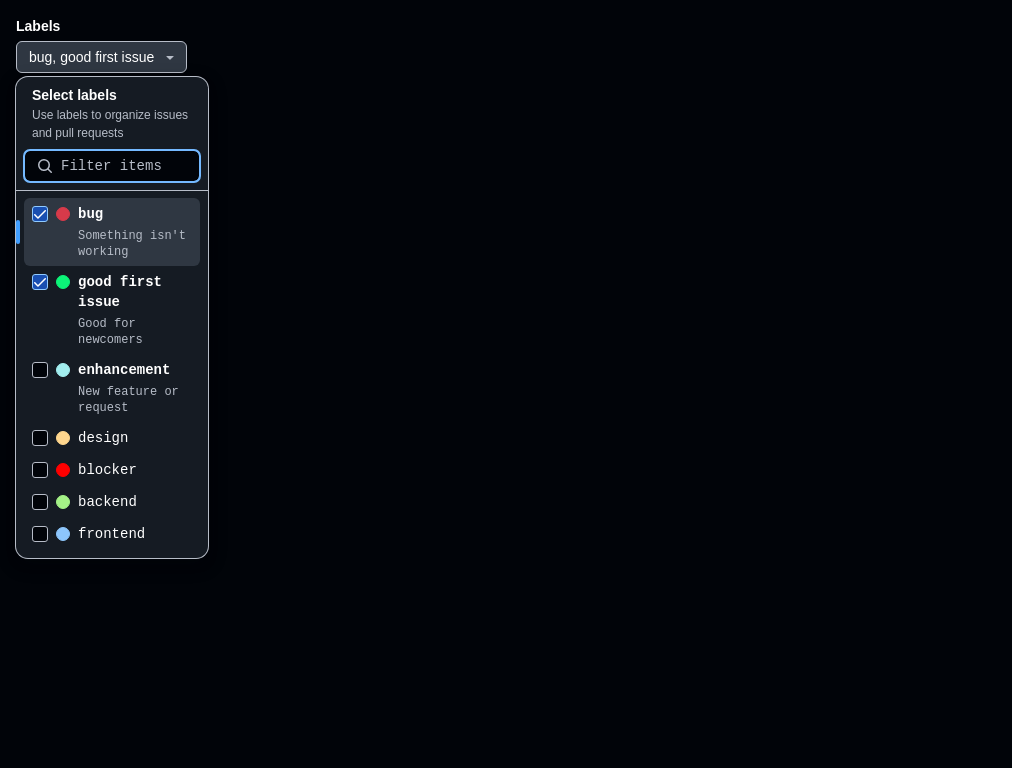 Labels
bug, good first issue
Select labels
Use labels to organize issues
and pull requests
Filter items
bug
Something isn't
working
good first
issue
Good for
newcomers
enhancement
New feature or
request
design
blocker
backend
frontend